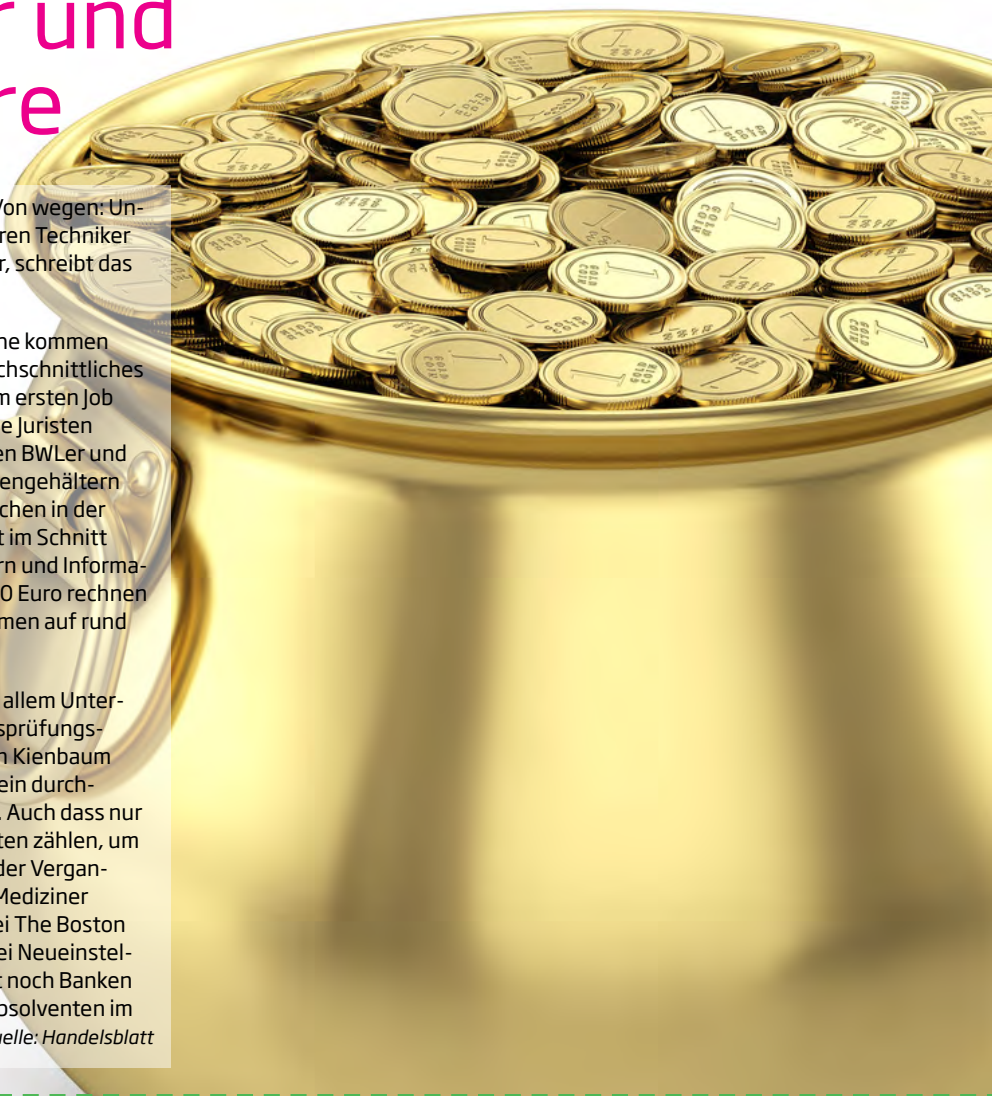 r und
re
Von wegen: Un-
ren Techniker
r, schreibt das
ne kommen
chschnittliches
m ersten Job
e Juristen
en BWLer und
engehältern
chen in der
t im Schnitt
rn und Informa-
0 Euro rechnen
men auf rund
allem Unter-
sprüfungs-
n Kienbaum
ein durch-
. Auch dass nur
ten zählen, um
der Vergan-
Mediziner
ei The Boston
ei Neueinstel-
t noch Banken
bsolventen im
uelle: Handelsblatt
1 GOLD COIN